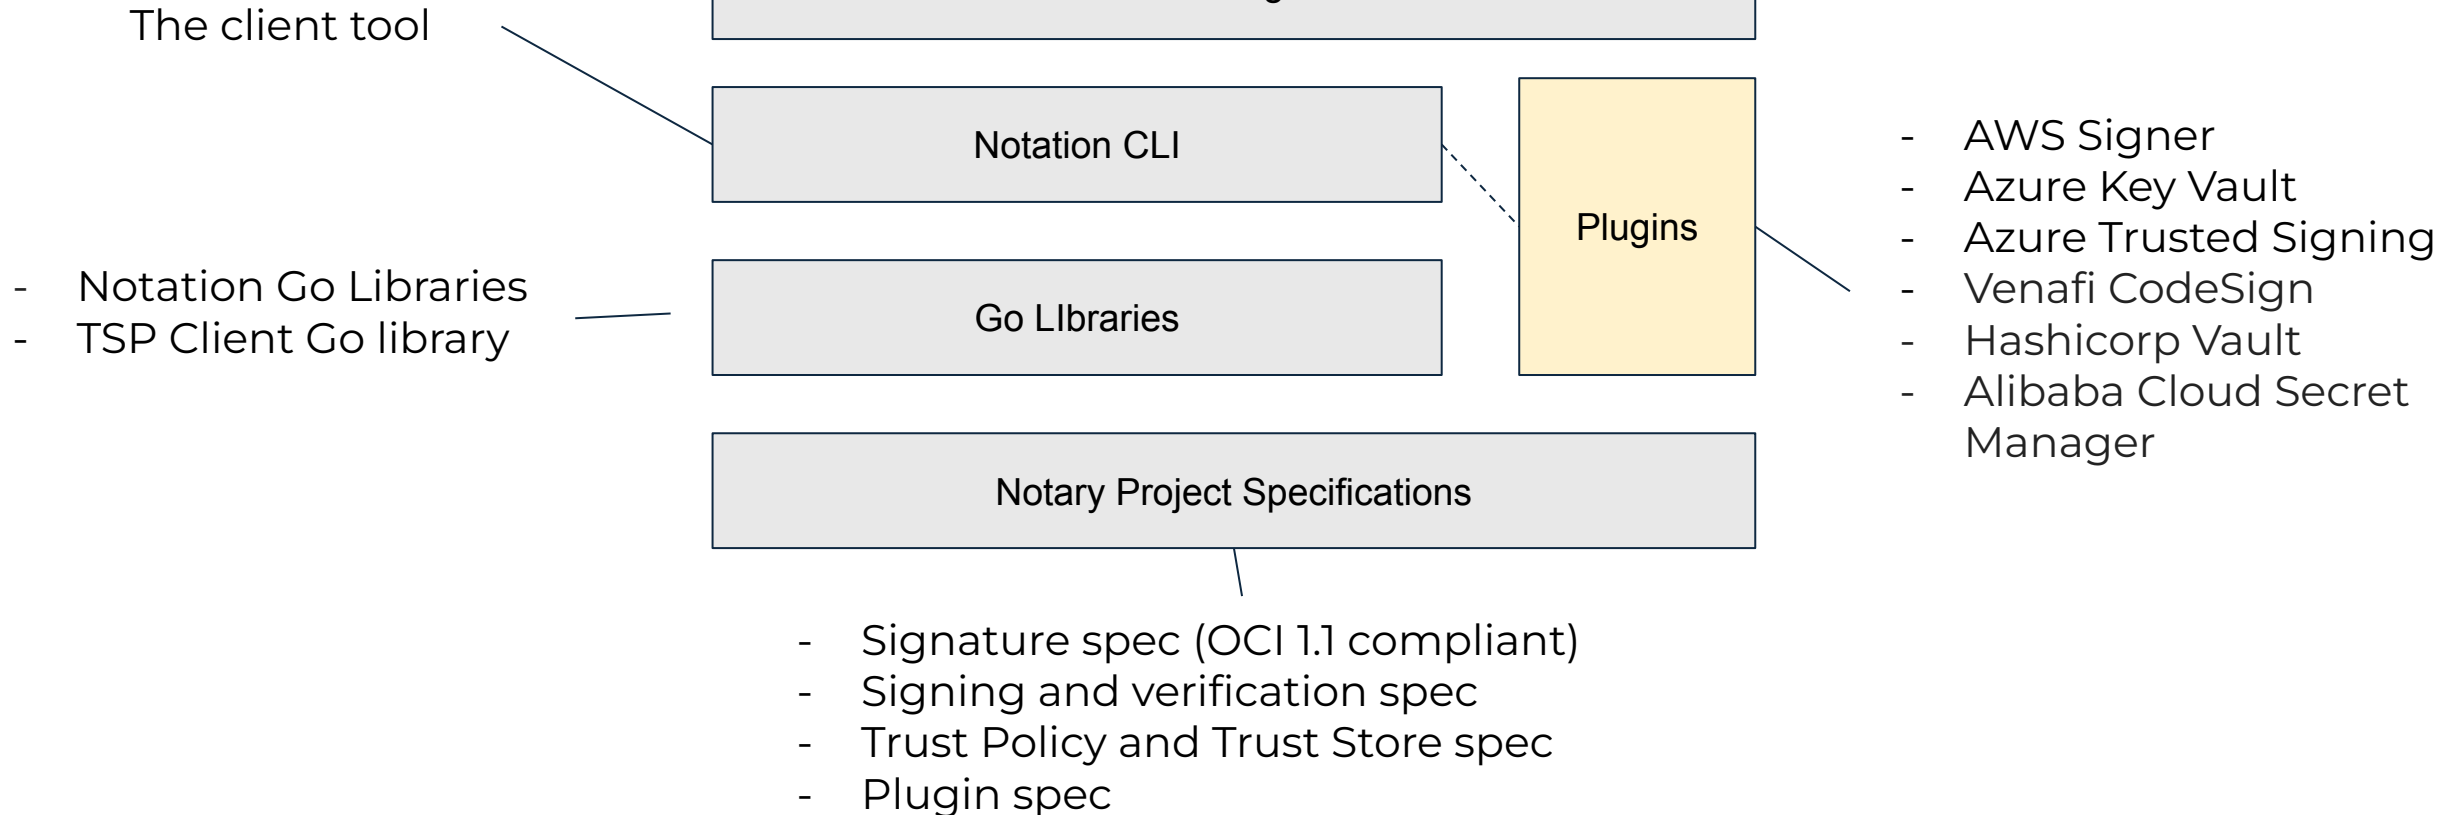 The client tool
Notation CLI
Plugins
- AWS Signer
- Azure Key Vault
- Azure Trusted Signing
- Venafi CodeSign
- Hashicorp Vault
- Alibaba Cloud Secret
Manager
- Notation Go Libraries
- TSP Client Go library
Go LIbraries
Notary Project Specifications
- Signature spec (OCI 1.1 compliant)
- Signing and verification spec
- Trust Policy and Trust Store spec
- Plugin spec